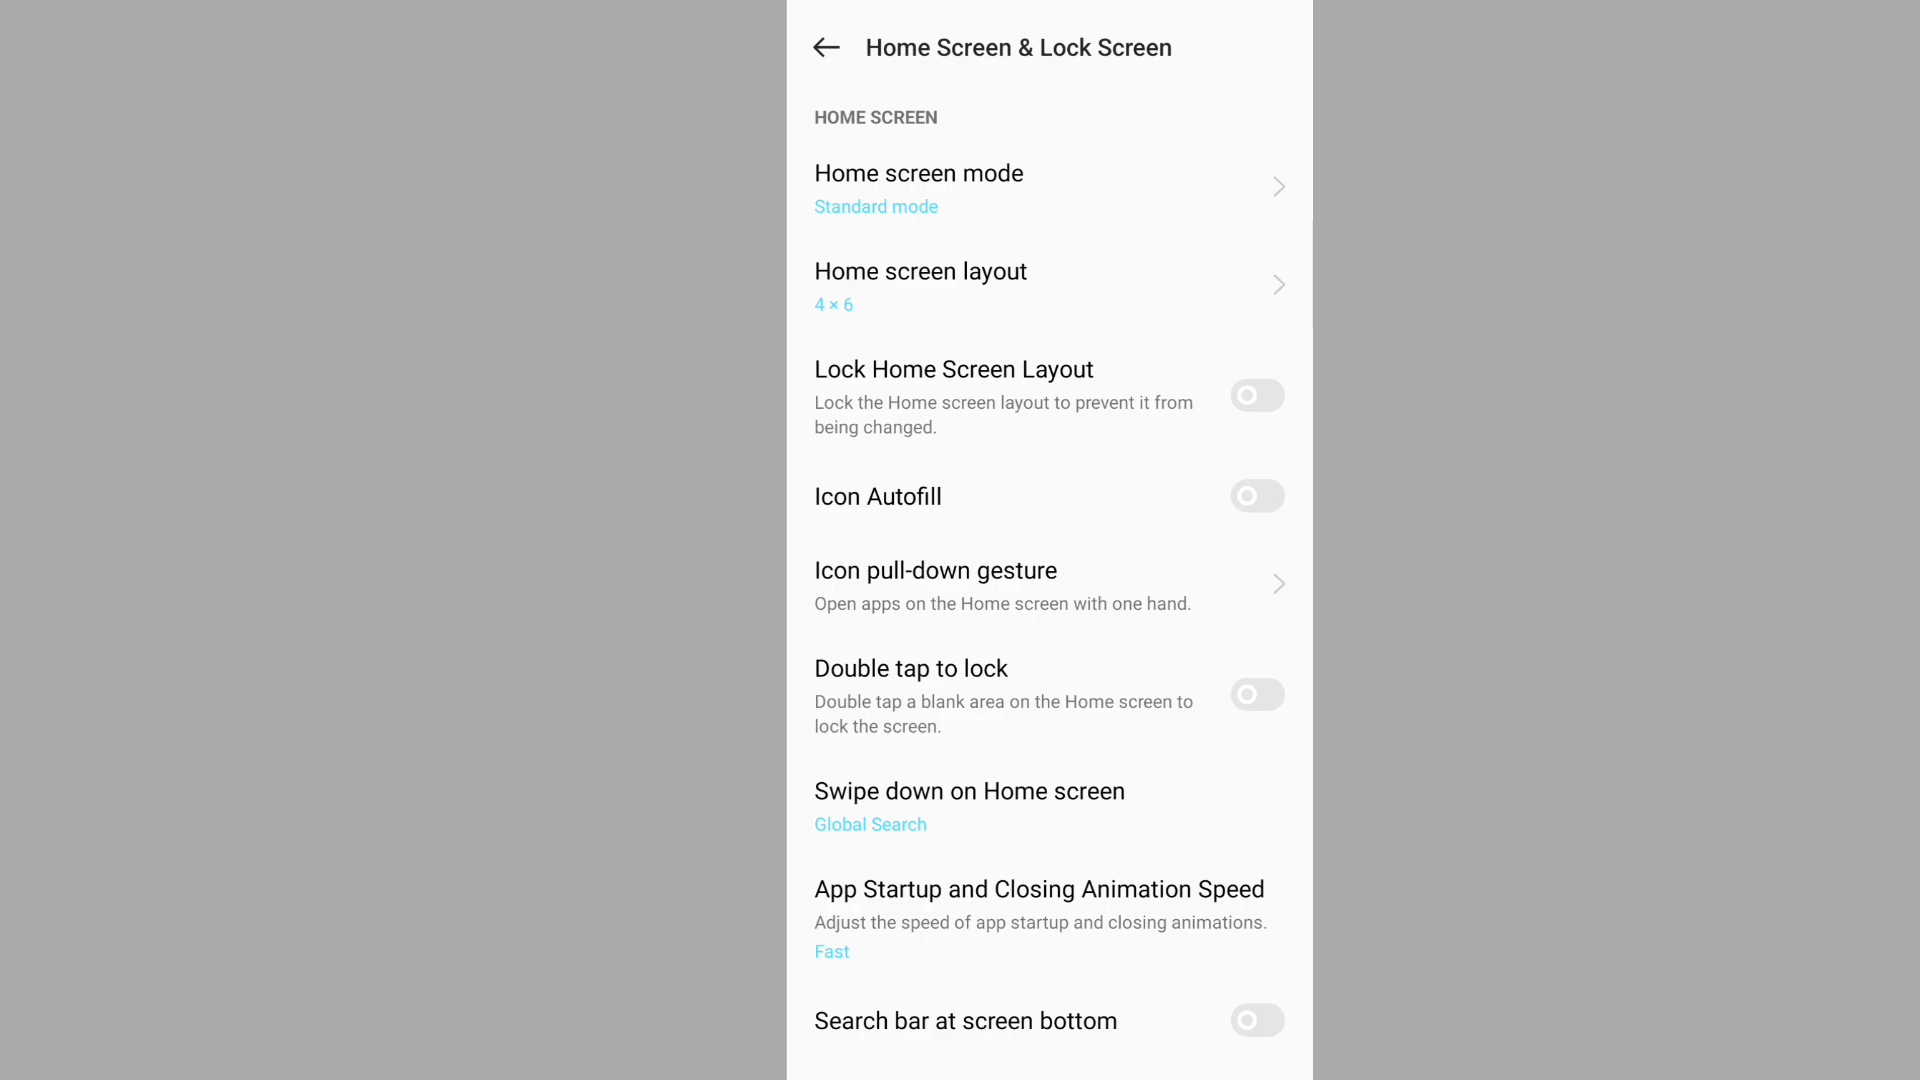 Home Screen & Lock Screen
HOME SCREEN
Home screen mode
Standard mode
Home screen layout
4 × 6
Lock Home Screen Layout
Lock the Home screen layout to prevent it from
being changed.
Icon Autofill
Icon pull-down gesture
Open apps on the Home screen with one hand.
Double tap to lock
Double tap a blank area on the Home screen to
lock the screen.
Swipe down on Home screen
Global Search
App Startup and Closing Animation Speed
Adjust the speed of app startup and closing animations.
Fast
Search bar at screen bottom